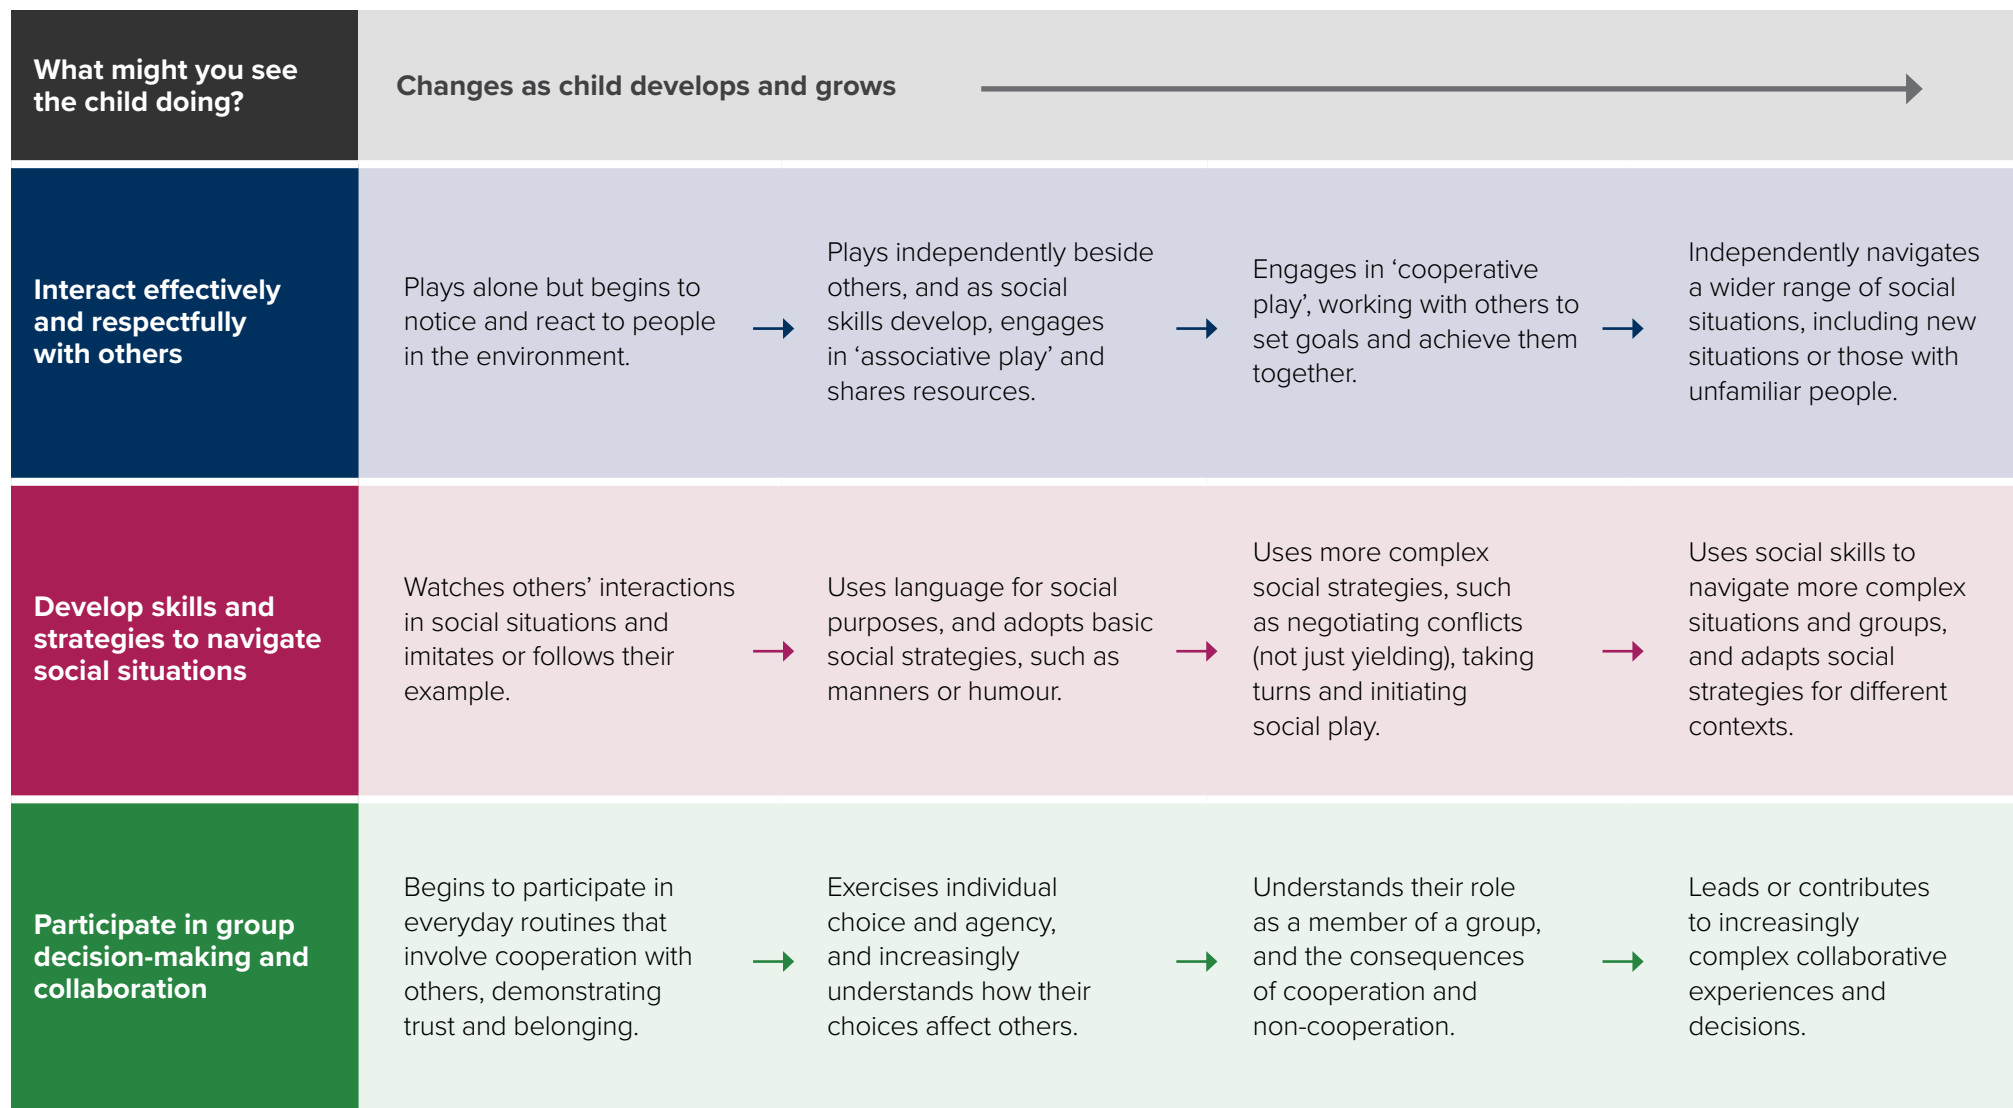 What might you see
the child doing?
Changes as child develops and grows
Interact effectively
and respectfully
with others
Plays alone but begins to
notice and react to people
in the environment.
Plays independently beside
others, and as social
skills develop, engages
in ‘associative play’ and
shares resources.
Engages in ‘cooperative
play’, working with others to
set goals and achieve them
together.
Independently navigates
a wider range of social
situations, including new
situations or those with
unfamiliar people.
Develop skills and
strategies to navigate
social situations
Watches others’ interactions
in social situations and
imitates or follows their
example.
Uses language for social
purposes, and adopts basic
social strategies, such as
manners or humour.
Uses more complex
social strategies, such
as negotiating conflicts
(not just yielding), taking
turns and initiating
social play.
Uses social skills to
navigate more complex
situations and groups,
and adapts social
strategies for different
contexts.
Participate in group
decision-making and
collaboration
Begins to participate in
everyday routines that
involve cooperation with
others, demonstrating
trust and belonging.
Exercises individual
choice and agency,
and increasingly
understands how their
choices affect others.
Understands their role
as a member of a group,
and the consequences
of cooperation and
non-cooperation.
Leads or contributes
to increasingly
complex collaborative
experiences and
decisions.